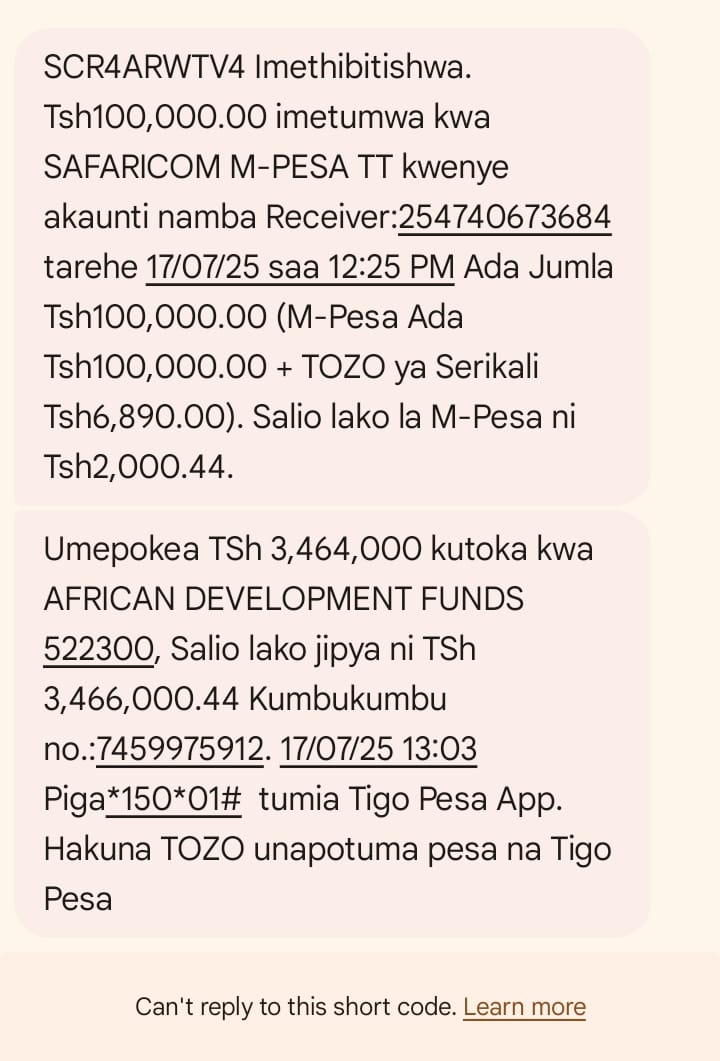 SCR4ARWTV4 Imethibitishwa.
Tsh100,000.00 imetumwa kwa
SAFARICOM M-PESA TT kwenye
akaunti namba Receiver:254740673684
tarehe 17/07/25 saa 12:25 PM Ada Jumla
Tsh100,000.00 (M-Pesa Ada
Tsh100,000.00 + TOZO ya Serikali
Tsh6,890.00). Salio lako la M-Pesa ni
Tsh2,000.44.
Umepokea TSh 3,464,000 kutoka kwa
AFRICAN DEVELOPMENT FUNDS
522300, Salio lako jipya ni TSh
3,466,000.44 Kumbukumbu
no.:7459975912. 17/07/25 13:03
Piga*150*01# tumia Tigo Pesa App.
Hakuna TOZO unapotuma pesa na Tigo
Pesa
Can't reply to this short code. Learn more